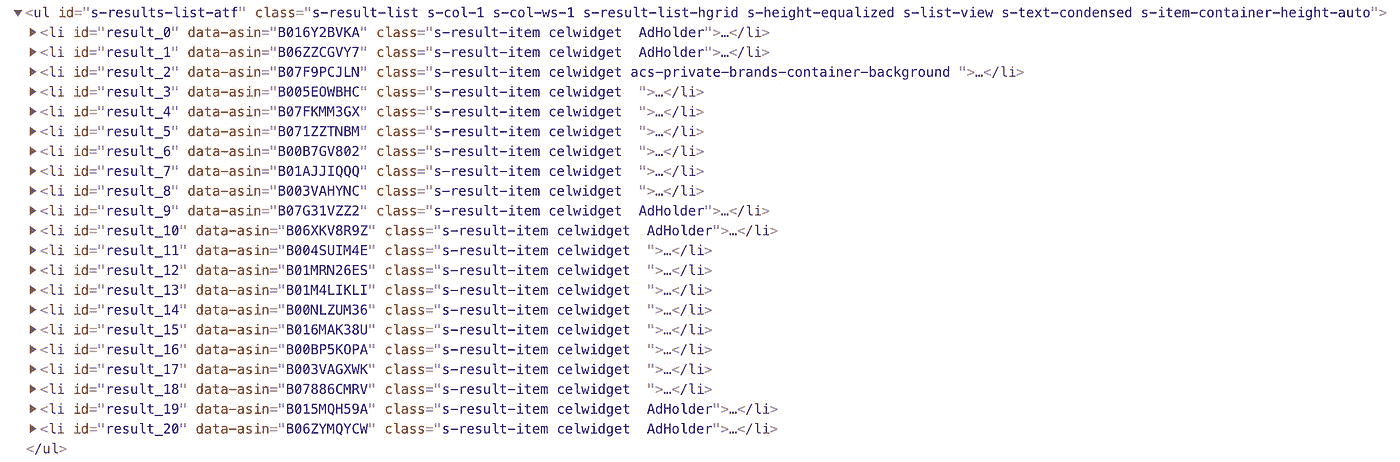 ▼<ul id="s-results-list-atf" class="s-result-list s-col-1 s-col-ws-1 s-result-list-hgrid s-height-equalized s-list-view s-text-condensed s-item-container-height-auto">
▶<li id="result_0" data-asin="B016Y2BVKA" class="s-result-item celwidget  AdHolder">…</li>
▶<li id="result_1" data-asin="B06ZZCGVY7" class="s-result-item celwidget  AdHolder">…</li>
▶<li id="result_2" data-asin="B07F9PCJLN" class="s-result-item celwidget acs-private-brands-container-background ">…</li>
▶<li id="result_3" data-asin="B005EOWBHC" class="s-result-item celwidget  ">…</li>
▶<li id="result_4" data-asin="B07FKMM3GX" class="s-result-item celwidget  ">…</li>
▶<li id="result_5" data-asin="B071ZZTNBM" class="s-result-item celwidget  ">…</li>
▶<li id="result_6" data-asin="B00B7GV802" class="s-result-item celwidget  ">…</li>
▶<li id="result_7" data-asin="B01AJJIQQQ" class="s-result-item celwidget  ">…</li>
▶<li id="result_8" data-asin="B003VAHYNC" class="s-result-item celwidget  ">…</li>
▶<li id="result_9" data-asin="B07G31VZZ2" class="s-result-item celwidget  AdHolder">…</li>
▶<li id="result_10" data-asin="B06XKV8R9Z" class="s-result-item celwidget  AdHolder">…</li>
▶<li id="result_11" data-asin="B004SUIM4E" class="s-result-item celwidget  ">…</li>
▶<li id="result_12" data-asin="B01MRN26ES" class="s-result-item celwidget  ">…</li>
▶<li id="result_13" data-asin="B01M4LIKLI" class="s-result-item celwidget  ">…</li>
▶<li id="result_14" data-asin="B00NLZUM36" class="s-result-item celwidget  ">…</li>
▶<li id="result_15" data-asin="B016MAK38U" class="s-result-item celwidget  ">…</li>
▶<li id="result_16" data-asin="B00BP5KOPA" class="s-result-item celwidget  ">…</li>
▶<li id="result_17" data-asin="B003VAGXWK" class="s-result-item celwidget  ">…</li>
▶<li id="result_18" data-asin="B07886CMRV" class="s-result-item celwidget  ">…</li>
▶<li id="result_19" data-asin="B015MQH59A" class="s-result-item celwidget  AdHolder">…</li>
▶<li id="result_20" data-asin="B06ZYMQYCW" class="s-result-item celwidget  AdHolder">…</li>
</ul>